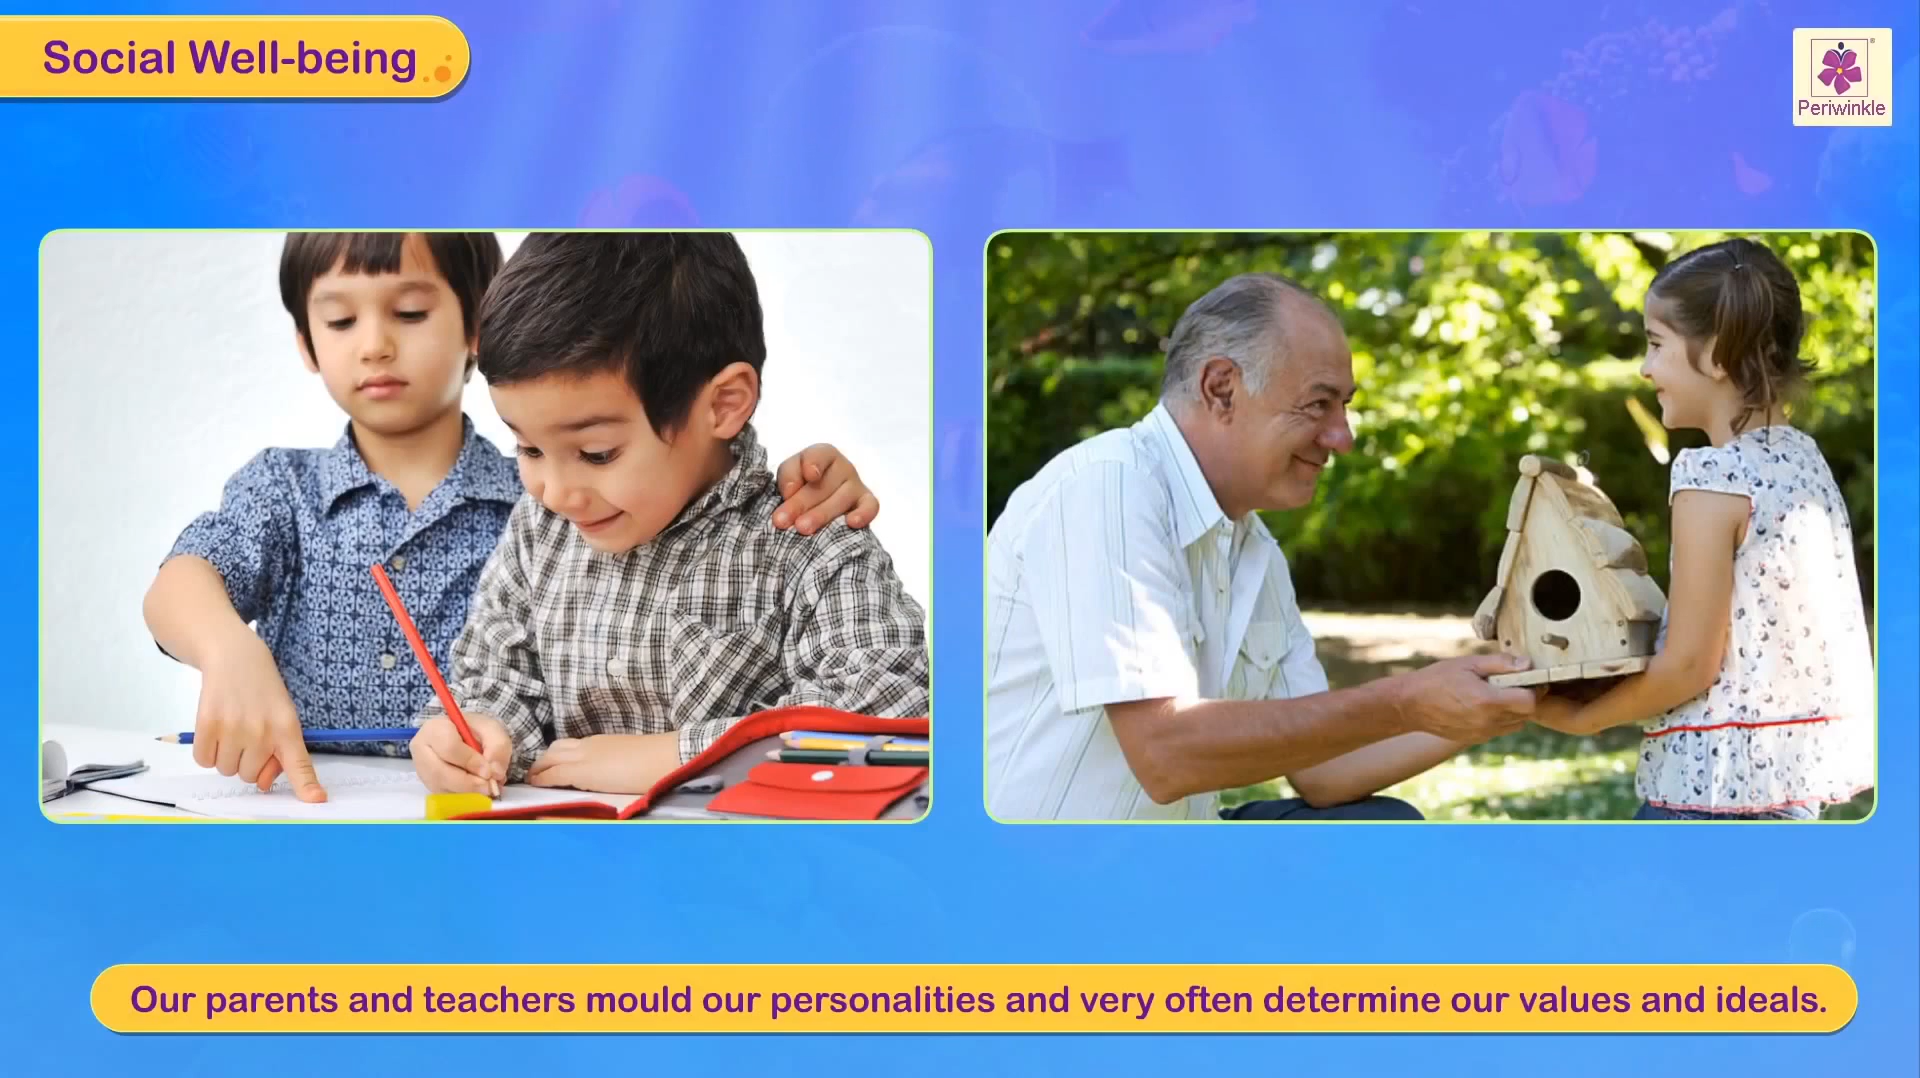 Social Well-being
Periwinkle
Our parents and teachers mould our personalities and very often determine our values and ideals.